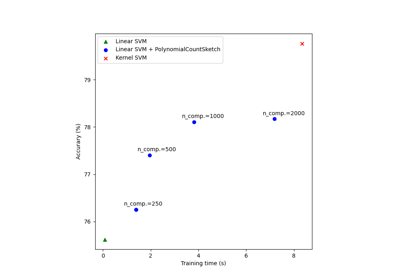 Linear SVM
Linear SVM + PolynomialCountSketch
Kernel SVM
79
78
77
76
n_comp.=1000
n_comp.=2000
n_comp.=500
n_comp.=250
Accurary (%)
0
2
4
6
8
Training time (s)